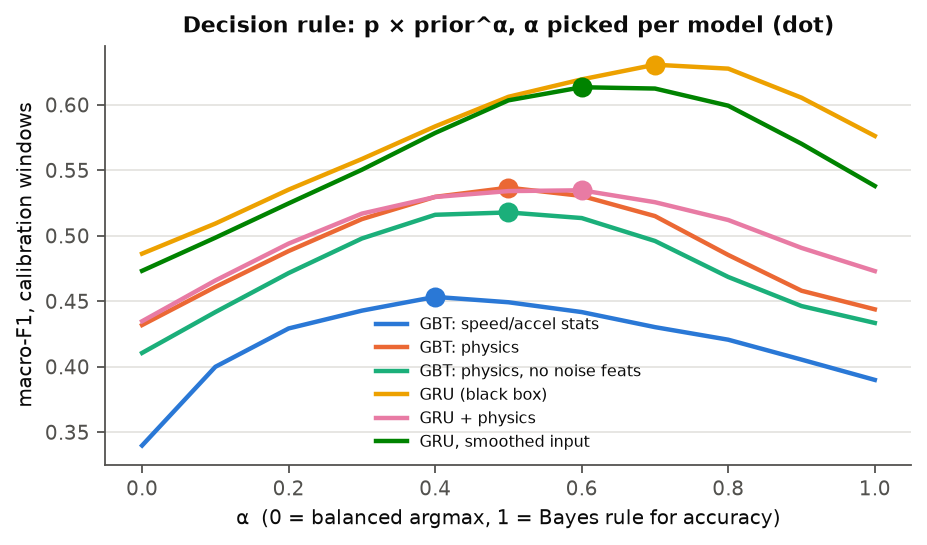 Decision rule: p × prior^α, α picked per model (dot)
macro-F1, calibration windows
0.60
0.55
0.50
0.45
0.40
0.35
GBT: speed/accel stats
GBT: physics
GBT: physics, no noise feats
GRU (black box)
GRU + physics
GRU, smoothed input
0.0 0.2 0.4 0.6 0.8 1.0
α (0 = balanced argmax, 1 = Bayes rule for accuracy)